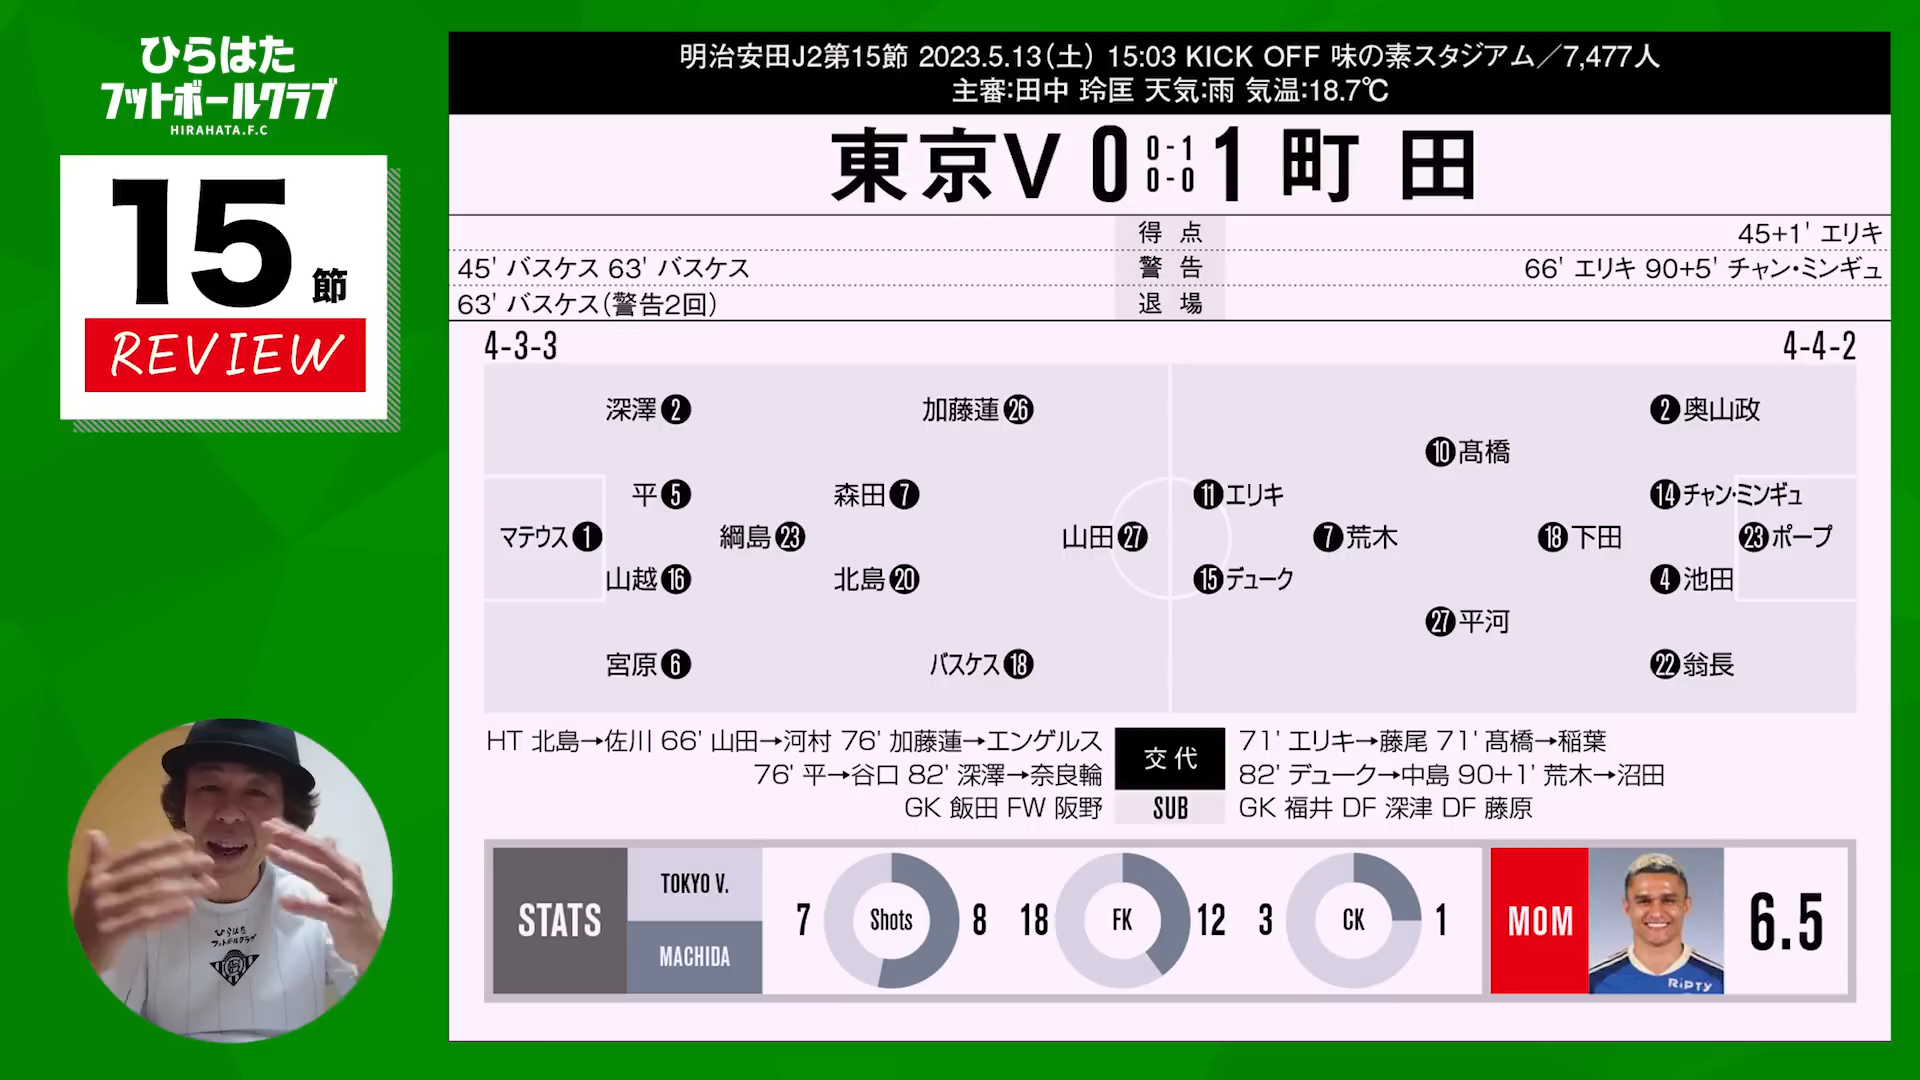 ひらはた
フットボールクラブ
HIRAHATA.F.C
15節
REVIEW
明治安田J2第15節 2023.5.13(土) 15:03 KICK OFF 味の素スタジアム/7,477人
主審:田中 玲匡 天気:雨 気温:18.7℃
東京V 0 0-1 0-0 1 町田
得点 45+1' エリキ
45' バスケス 63' バスケス 警告 66' エリキ 90+5' チャン・ミンギュ
63' バスケス(警告2回) 退場
4-3-3 4-4-2
深澤 2 加藤蓮 26 2 奥山政
10 髙橋
平 5 森田 7 11 エリキ 14 チャン・ミンギュ
マテウス 1 綱島 23 山田 27 7 荒木 18 下田 23 ポープ
山越 16 北島 20 15 デューク 4 池田
27 平河
宮原 6 バスケス 18 22 翁長
HT 北島→佐川 66' 山田→河村 76' 加藤蓮→エンゲルス 交代 71' エリキ→藤尾 71' 髙橋→稲葉
76' 平→谷口 82' 深澤→奈良輪 82' デューク→中島 90+1' 荒木→沼田
GK 飯田 FW 阪野 SUB GK 福井 DF 深津 DF 藤原
STATS TOKYO V. MACHIDA
7 Shots 8 18 FK 12 3 CK 1
MOM 6.5
RIPTY
ひらはた
フットボールクラブ